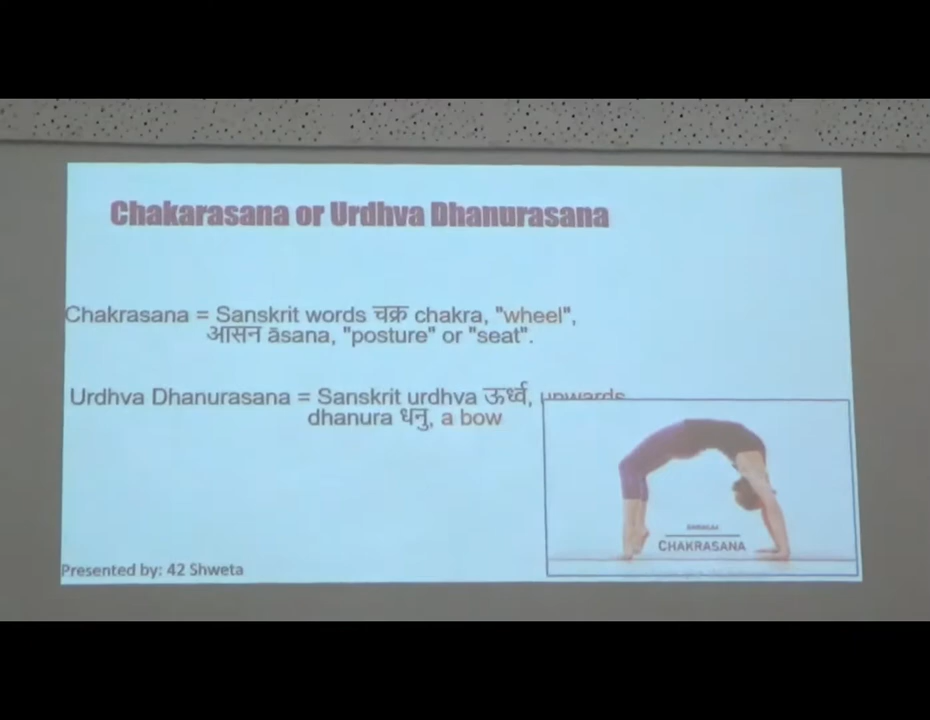 Chakarasana or Urdhva Dhanurasana
Chakrasana = Sanskrit words चक्र chakra, "wheel",
आसन āsana, "posture" or "seat".
Urdhva Dhanurasana = Sanskrit urdhva ऊर्ध्व, upwards
dhanura धनु, a bow
CHAKRASANA
Presented by: 42 Shweta